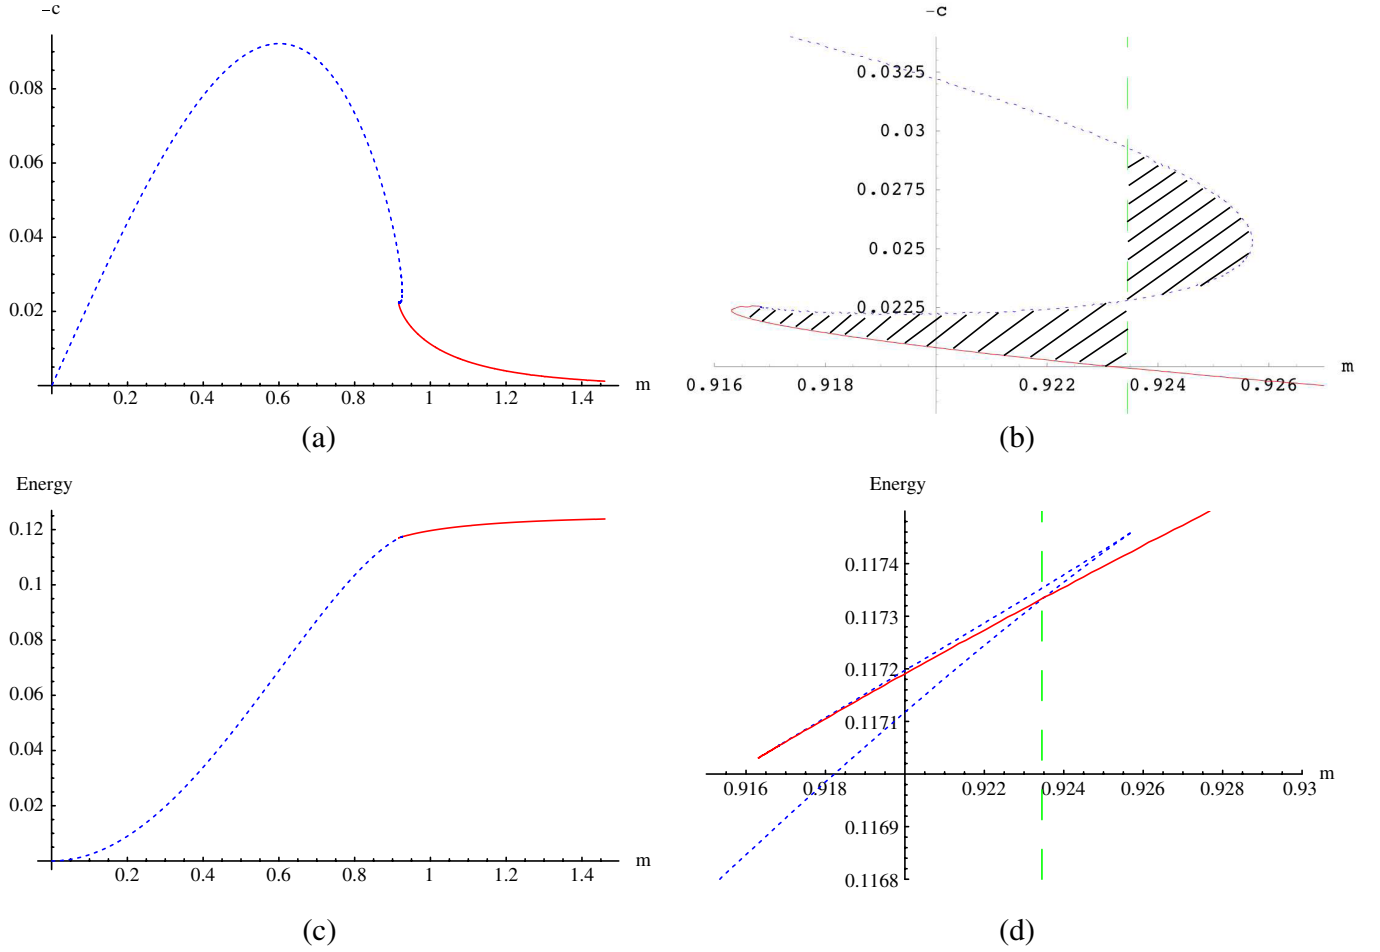 -c
0.08
0.06
0.04
0.02
0.2 0.4 0.6 0.8 1 1.2 1.4 m
(a)
-c
0.0325
0.03
0.0275
0.025
0.0225
0.916 0.918 0.922 0.924 0.926 m
(b)
Energy
0.12
0.1
0.08
0.06
0.04
0.02
0.2 0.4 0.6 0.8 1 1.2 1.4 m
(c)
Energy
0.1174
0.1173
0.1172
0.1171
0.916 0.918 0.922 0.924 0.926 0.928 0.93 m
0.1169
0.1168
(d)